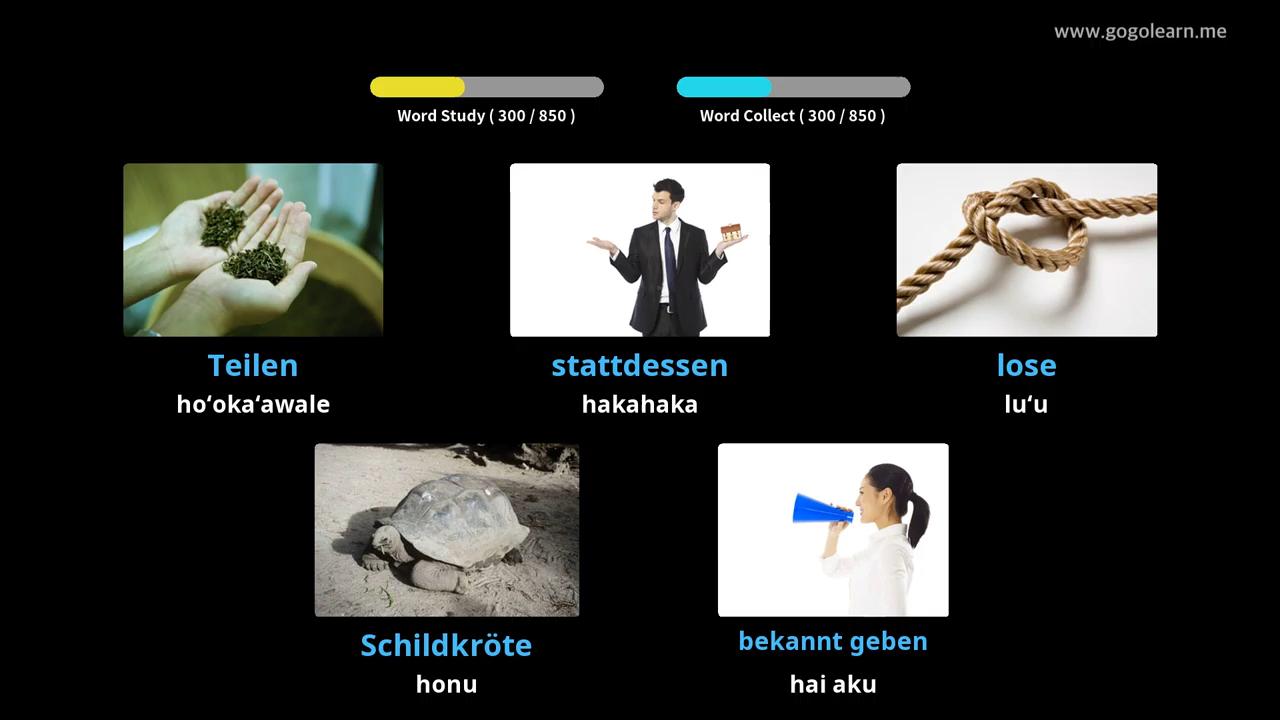 www.gogolearn.me
Word Study ( 300 / 850 )
Word Collect ( 300 / 850 )
Teilen
hoʻokaʻawale
stattdessen
hakahaka
lose
luʻu
Schildkröte
honu
bekannt geben
hai aku